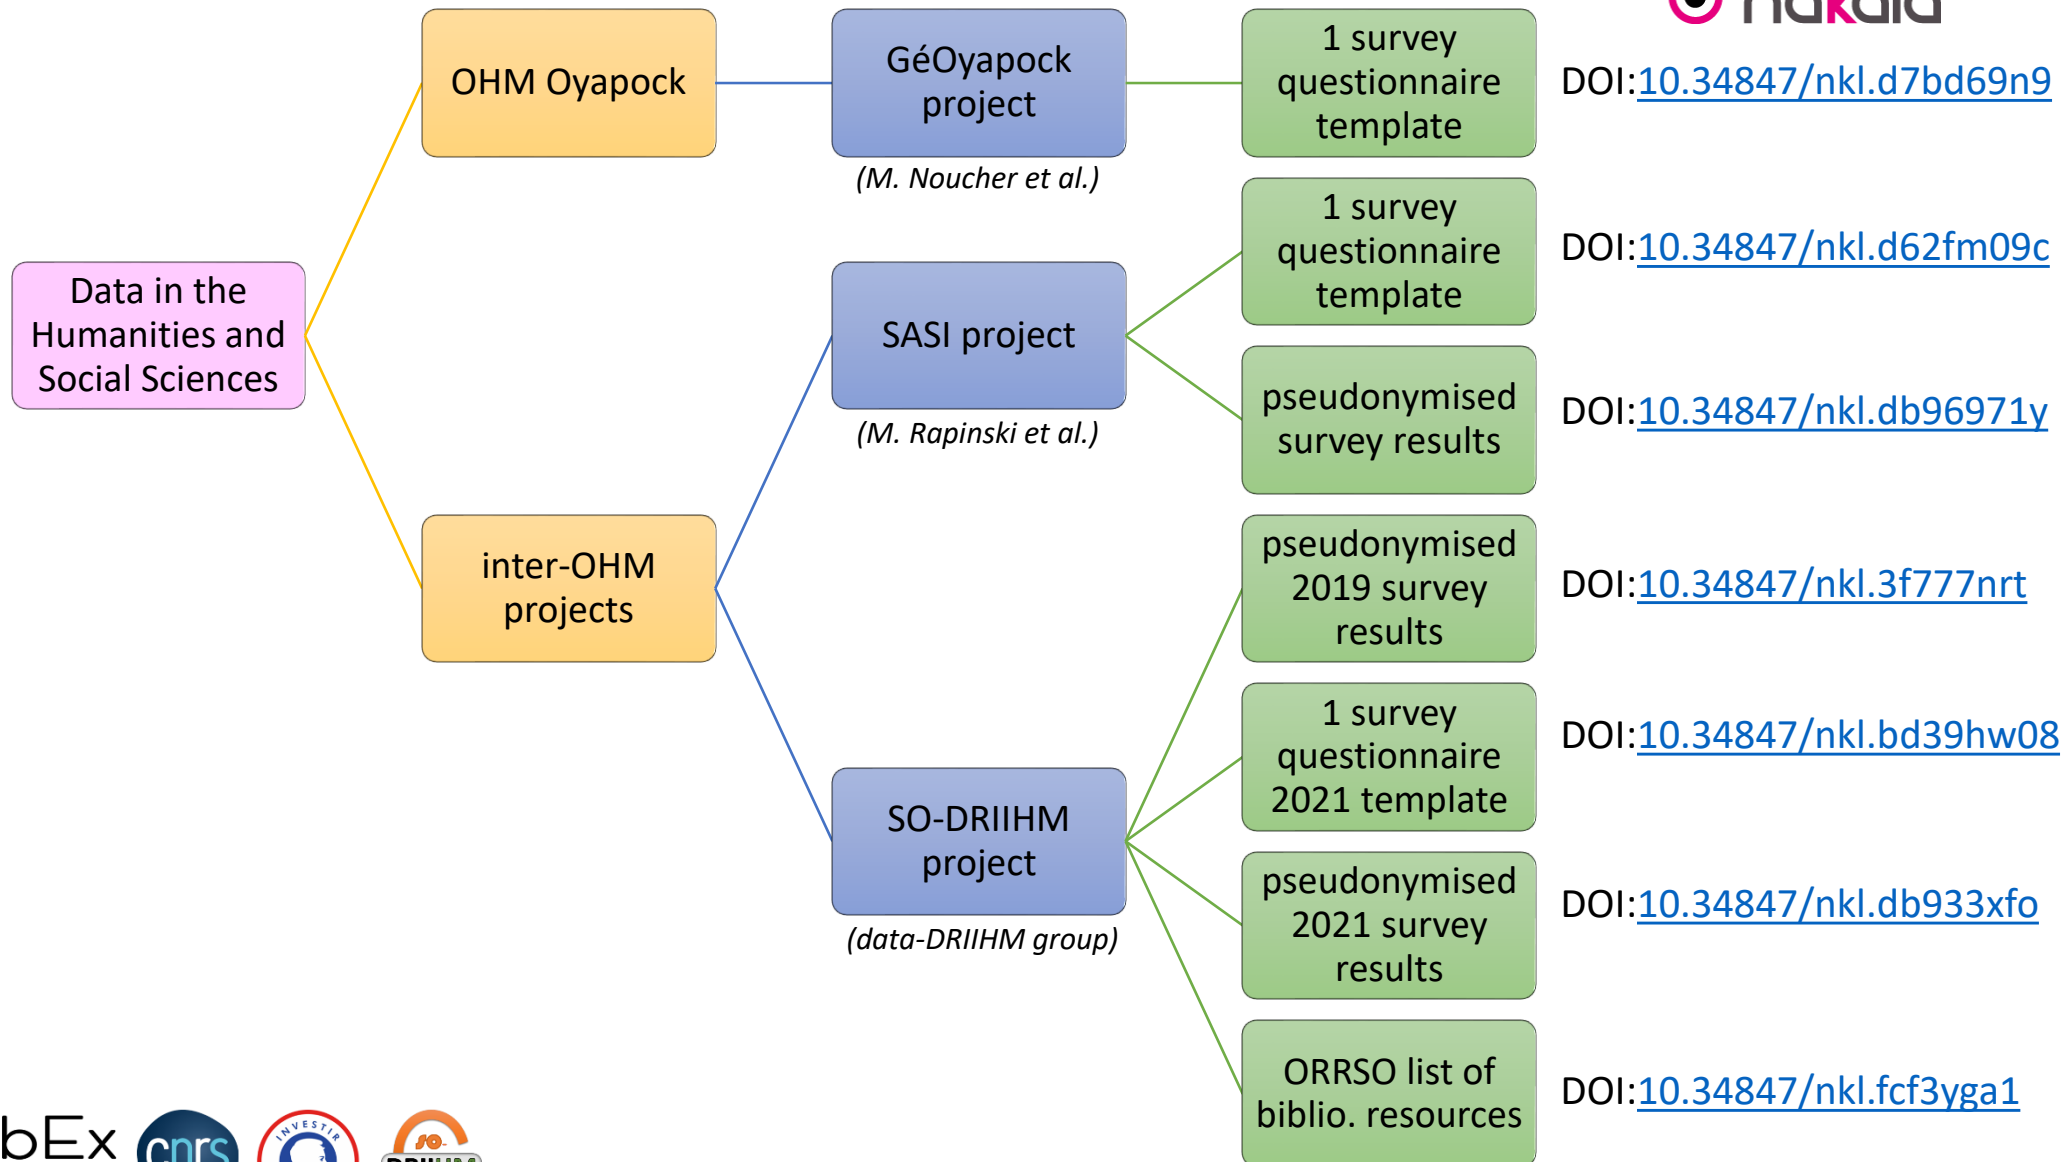 nakala
OHM Oyapock
GéOyapock
project
(M. Noucher et al.)
1 survey
questionnaire
template
DOI:10.34847/nkl.d7bd69n9
Data in the
Humanities and
Social Sciences
SASI project
(M. Rapinski et al.)
1 survey
questionnaire
template
DOI:10.34847/nkl.d62fm09c
pseudonymised
survey results
DOI:10.34847/nkl.db96971y
inter-OHM
projects
SO-DRIIHM
project
(data-DRIIHM group)
pseudonymised
2019 survey
results
DOI:10.34847/nkl.3f777nrt
1 survey
questionnaire
2021 template
DOI:10.34847/nkl.bd39hw08
pseudonymised
2021 survey
results
DOI:10.34847/nkl.db933xfo
ORRSO list of
biblio. resources
DOI:10.34847/nkl.fcf3yga1
bEx
cnrs
INVESTIR
SO-
DRIIHM